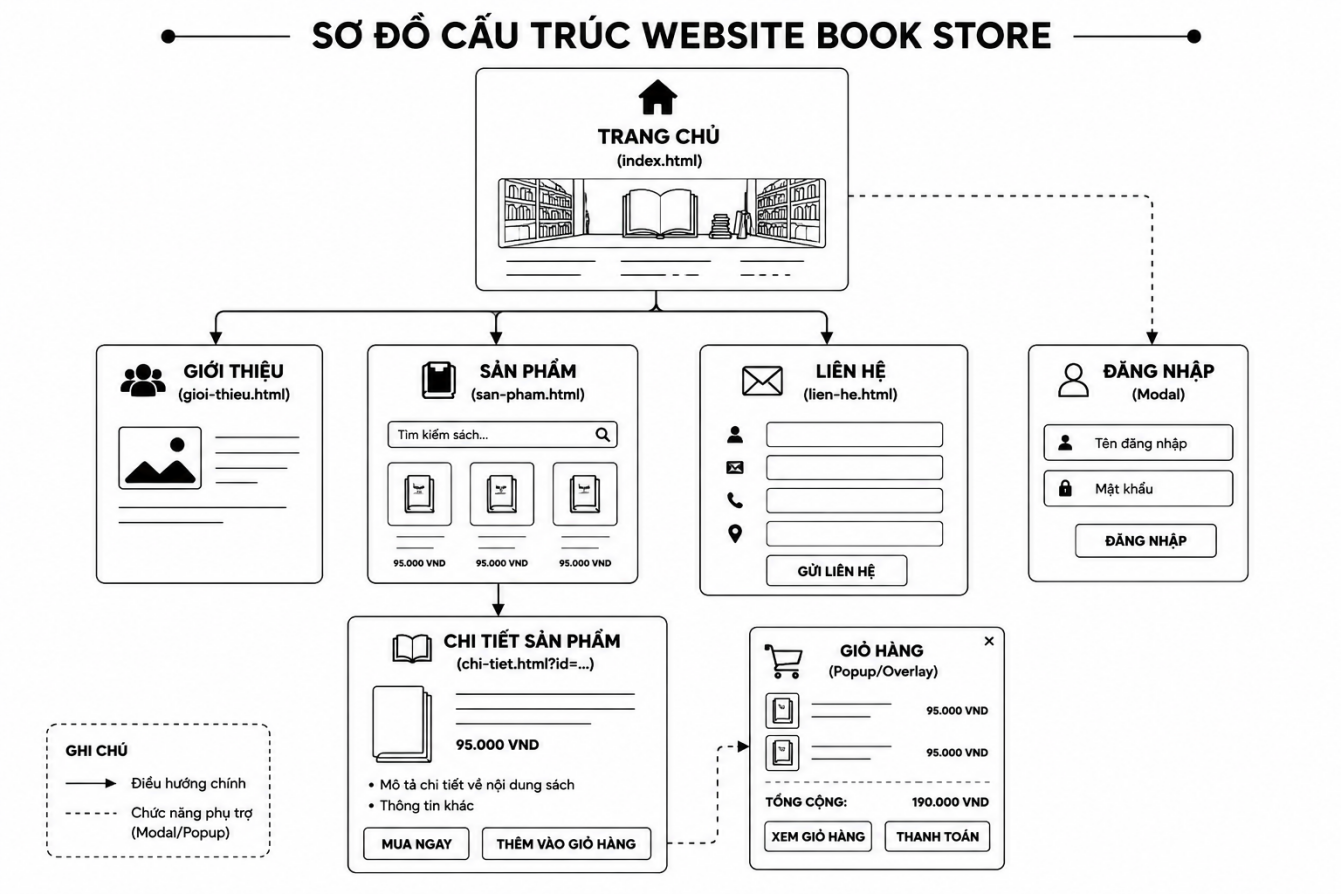 SƠ ĐỒ CẤU TRÚC WEBSITE BOOK STORE
TRANG CHỦ
(index.html)
GIỚI THIỆU
(gioi-thieu.html)
SẢN PHẨM
(san-pham.html)
Tìm kiếm sách...
95.000 VND
95.000 VND
95.000 VND
LIÊN HỆ
(lien-he.html)
GỬI LIÊN HỆ
ĐĂNG NHẬP
(Modal)
Tên đăng nhập
Mật khẩu
ĐĂNG NHẬP
CHI TIẾT SẢN PHẨM
(chi-tiet.html?id=...)
95.000 VND
• Mô tả chi tiết về nội dung sách
• Thông tin khác
MUA NGAY
THÊM VÀO GIỎ HÀNG
GIỎ HÀNG
(Popup/Overlay)
×
95.000 VND
95.000 VND
TỔNG CỘNG: 190.000 VND
XEM GIỎ HÀNG
THANH TOÁN
GHI CHÚ
Điều hướng chính
Chức năng phụ trợ
(Modal/Popup)